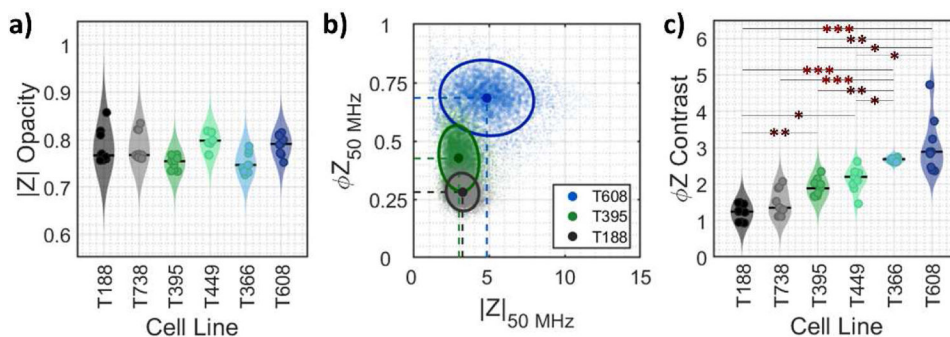 a)
1
0.9
0.8
0.7
0.6
|Z| Opacity
T188
T738
T395
T449
T366
T608
Cell Line
b)
1
0.75
0.5
0.25
0
ϕZ50 MHz
0
5
10
15
|Z|50 MHz
T608
T395
T188
c)
6
5
4
3
2
1
0
ϕZ Contrast
***
**
*
*
***
***
**
*
*
**
T188
T738
T395
T449
T366
T608
Cell Line